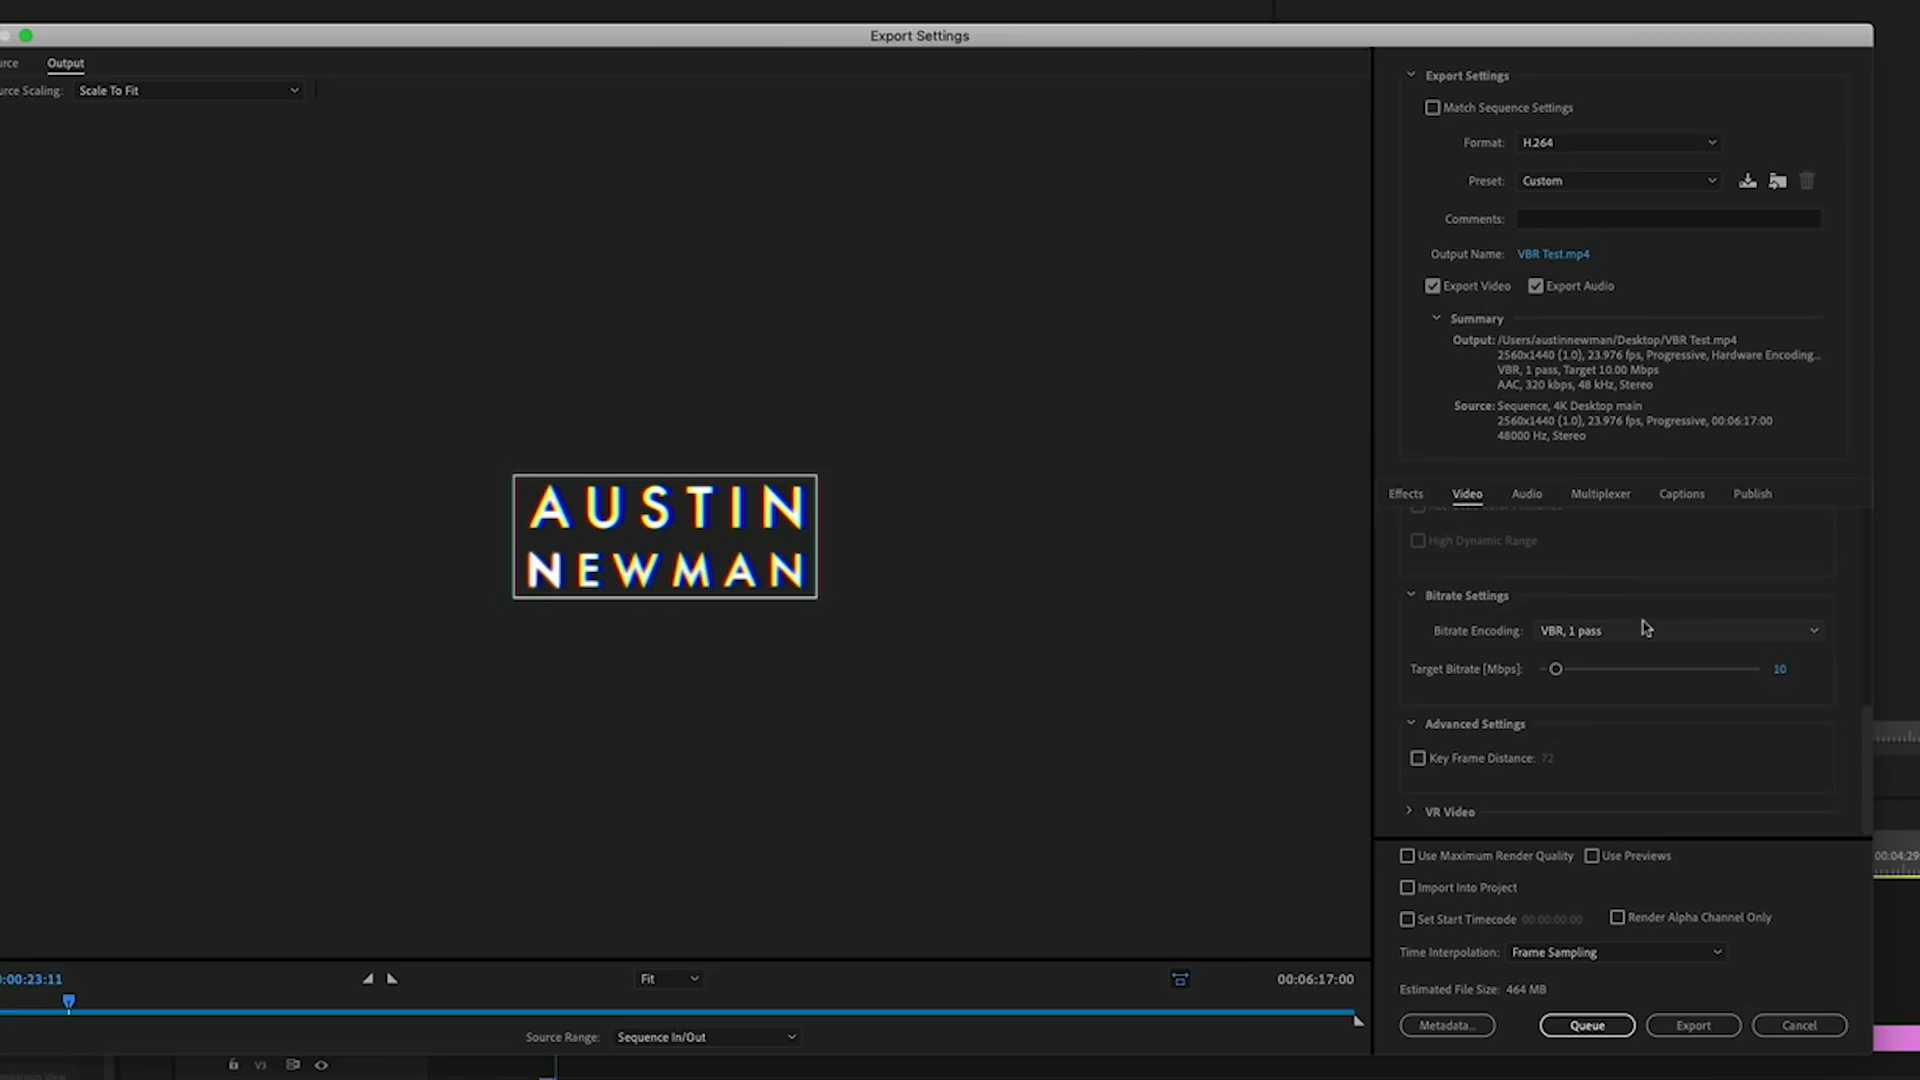 Export Settings
Output
Scale To Fit
Export Settings
Match Sequence Settings
Format: H.264
Preset: Custom
Comments:
Output Name: VBR Test.mp4
Export Video Export Audio
Summary
Output: /Users/austinnewman/Desktop/VBR Test.mp4
2560x1440 (1.0), 23.976 fps, Progressive, Hardware Encoding...
VBR, 1 pass, Target 10.00 Mbps
AAC, 320 kbps, 48 kHz, Stereo
Source: Sequence, 4K Desktop main
2560x1440 (1.0), 23.976 fps, Progressive, 00:06:17:00
48000 Hz, Stereo
AUSTIN
NEWMAN
Effects Video Audio Multiplexer Captions Publish
High Dynamic Range
Bitrate Settings
Bitrate Encoding: VBR, 1 pass
Target Bitrate [Mbps]: 10
Advanced Settings
Key Frame Distance: 72
VR Video
Use Maximum Render Quality Use Previews
Import Into Project
Set Start Timecode 00:00:00:00 Render Alpha Channel Only
Time Interpolation: Frame Sampling
Estimated File Size: 464 MB
Metadata... Queue Export Cancel
:00:23:11 Fit 00:06:17:00
Source Range: Sequence In/Out
V3
00:04:29